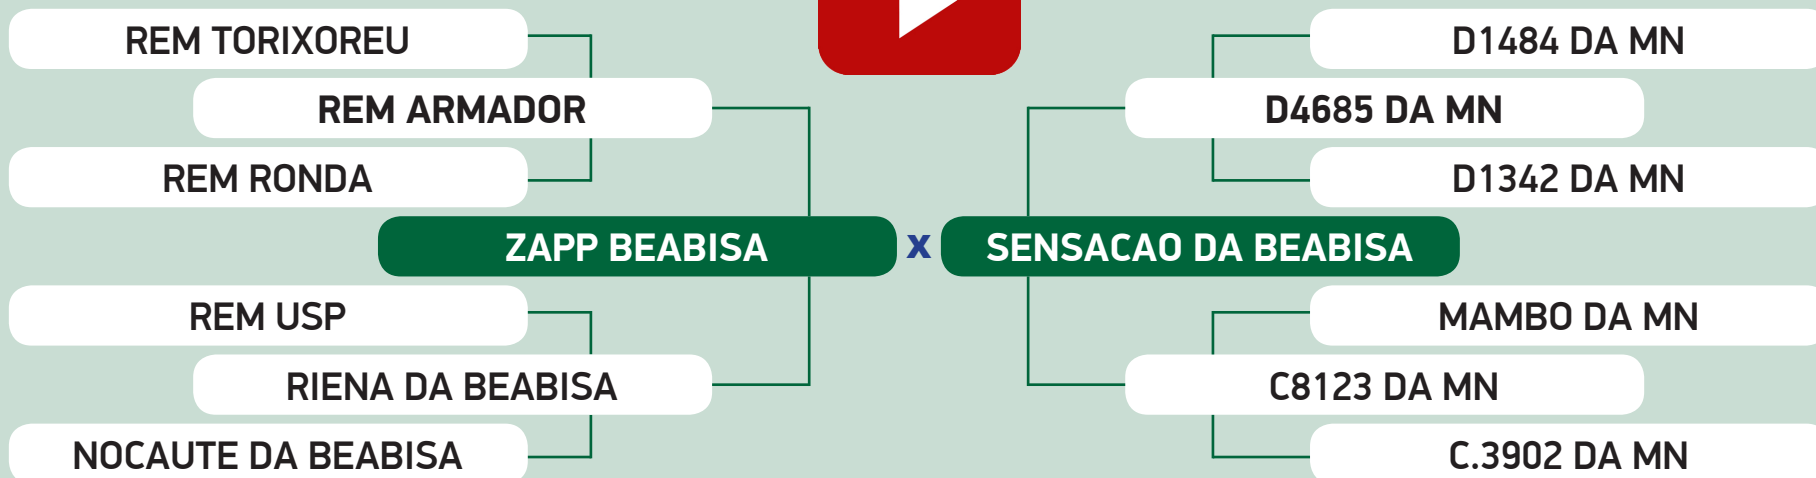 REM TORIXOREU
D1484 DA MN
REM ARMADOR
D4685 DA MN
REM RONDA
D1342 DA MN
ZAPP BEABISA x SENSACAO DA BEABISA
REM USP
MAMBO DA MN
RIENA DA BEABISA
C8123 DA MN
NOCAUTE DA BEABISA
C.3902 DA MN